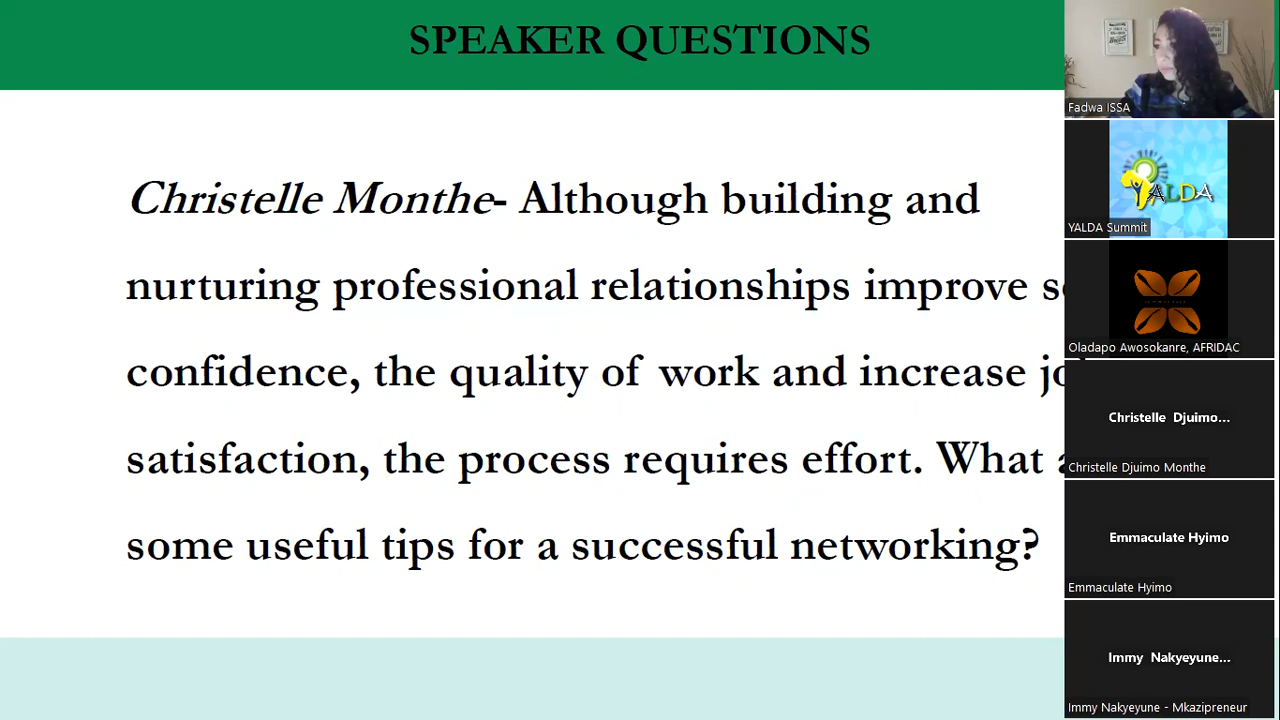 SPEAKER QUESTIONS
Christelle Monthe- Although building and
nurturing professional relationships improve
confidence, the quality of work and increase
satisfaction, the process requires effort. What
some useful tips for a successful networking?
Fadwa ISSA
YALDA
YALDA Summit
Oladapo Awosokanre, AFRIDAC
Christelle Djuimo...
Christelle Djuimo Monthe
Emmaculate Hyimo
Emmaculate Hyimo
Immy Nakyeyune...
Immy Nakyeyune - Mkazipreneur